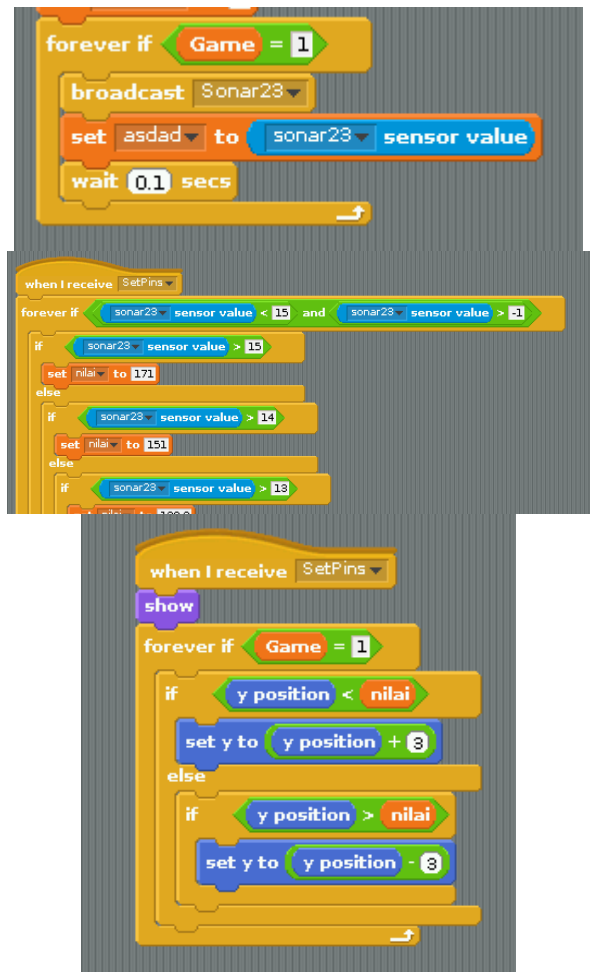 forever if Game = 1
broadcast Sonar23
set asdad to sonar23 sensor value
wait 0.1 secs
when I receive SetPins
forever if sonar23 sensor value < 15 and sonar23 sensor value > -1
if sonar23 sensor value > 15
set nilai to 171
else
if sonar23 sensor value > 14
set nilai to 151
else
if sonar23 sensor value > 13
when I receive SetPins
show
forever if Game = 1
if y position < nilai
set y to y position + 3
else
if y position > nilai
set y to y position - 3